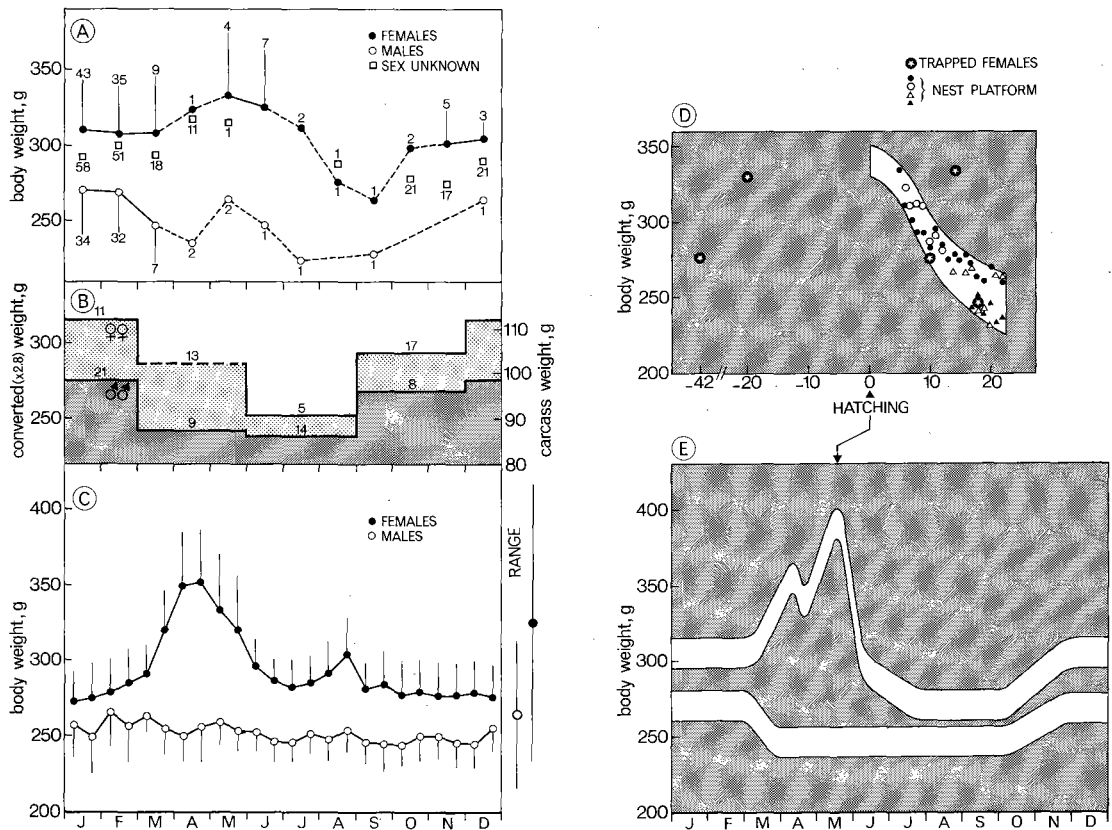 A
● FEMALES
○ MALES
□ SEX UNKNOWN
body weight, g
350
300
250
43
35
9
1
4
7
2
1
1
2
5
3
58
51
18
11
1
1
21
17
21
34
32
7
2
2
1
1
1
1
B
converted (x2.8) weight, g
300
250
carcass weight, g
110
100
90
80
11
♀♀
21
♂♂
13
9
5
14
17
8
C
● FEMALES
○ MALES
body weight, g
400
350
300
250
200
J F M A M J J A S O N D
RANGE
TRAPPED FEMALES
NEST PLATFORM
D
body weight, g
350
300
250
200
-42 -20 0 10 20
HATCHING
E
body weight, g
400
350
300
250
200
J F M A M J J A S O N D